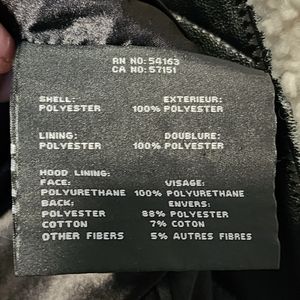 RN NO: 54163
CA NO: 57151
SHELL: EXTERIEUR:
POLYESTER 100% POLYESTER
LINING: DOUBLURE:
POLYESTER 100% POLYESTER
HOOD LINING:
FACE: VISAGE:
POLYURETHANE 100% POLYURETHANE
BACK: ENVERS:
POLYESTER 88% POLYESTER
COTTON 7% COTON
OTHER FIBERS 5% AUTRES FIBRES